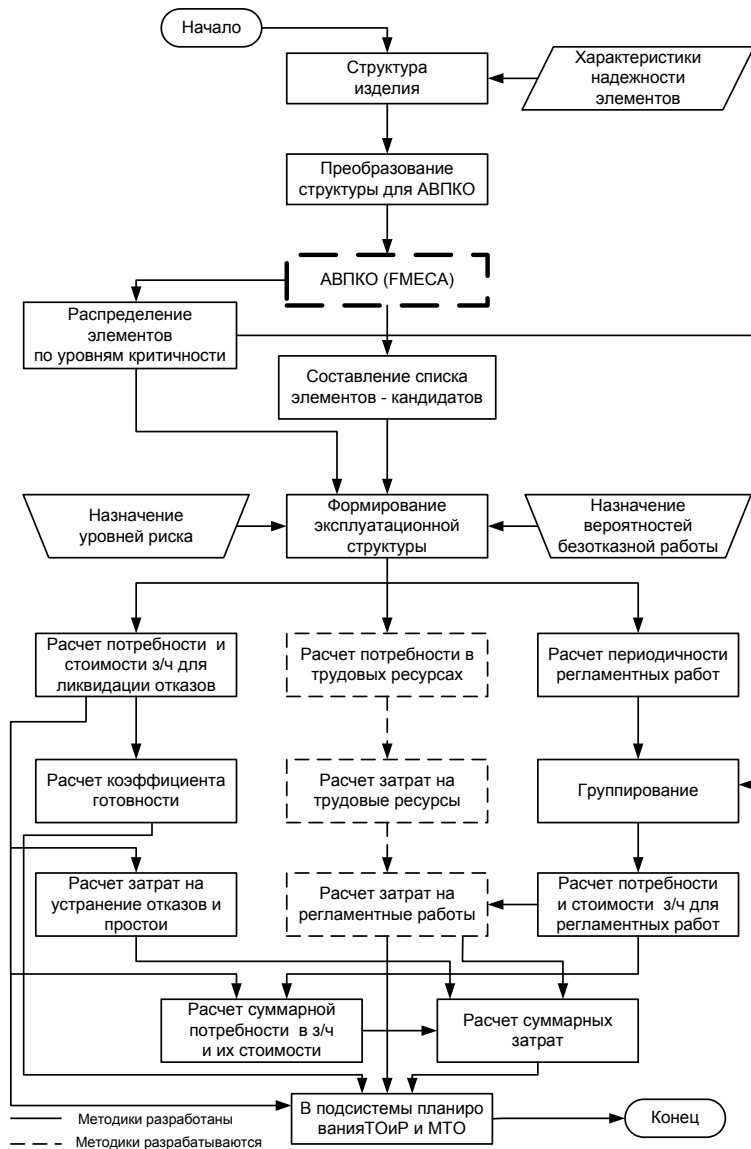 Начало
Структура
изделия
Характеристики
надежности
элементов
Преобразование
структуры для АВПКО
АВПКО (FMECA)
Распределение
элементов
по уровням критичности
Составление списка
элементов - кандидатов
Назначение
уровней риска
Формирование
эксплуатационной
структуры
Назначение
вероятностей
безотказной работы
Расчет потребности и
стоимости з/ч для
ликвидации отказов
Расчет потребности в
трудовых ресурсах
Расчет периодичности
регламентных работ
Расчет коэффициента
готовности
Расчет затрат на
трудовые ресурсы
Группирование
Расчет затрат на
устранение отказов и
простои
Расчет затрат на
регламентные работы
Расчет потребности
и стоимости з/ч для
регламентных работ
Расчет суммарной
потребности в з/ч
и их стоимости
Расчет суммарных
затрат
В подсистемы планиро
ванияТОиР и МТО
Конец
Методики разработаны
Методики разрабатываются